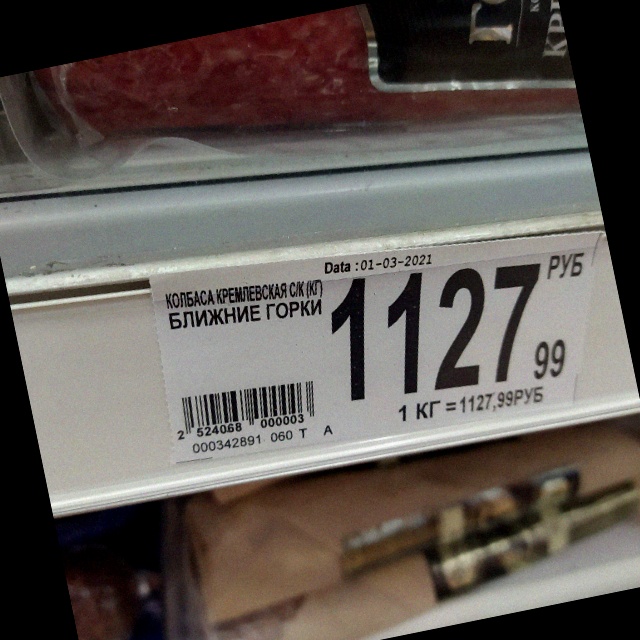 Data :01-03-2021
КОЛБАСА КРЕМЛЕВСКАЯ С/К (КГ)
БЛИЖНИЕ ГОРКИ
1127 99 РУБ
1 КГ =1127,99РУБ
2 524068 000003
000342891 060 T A